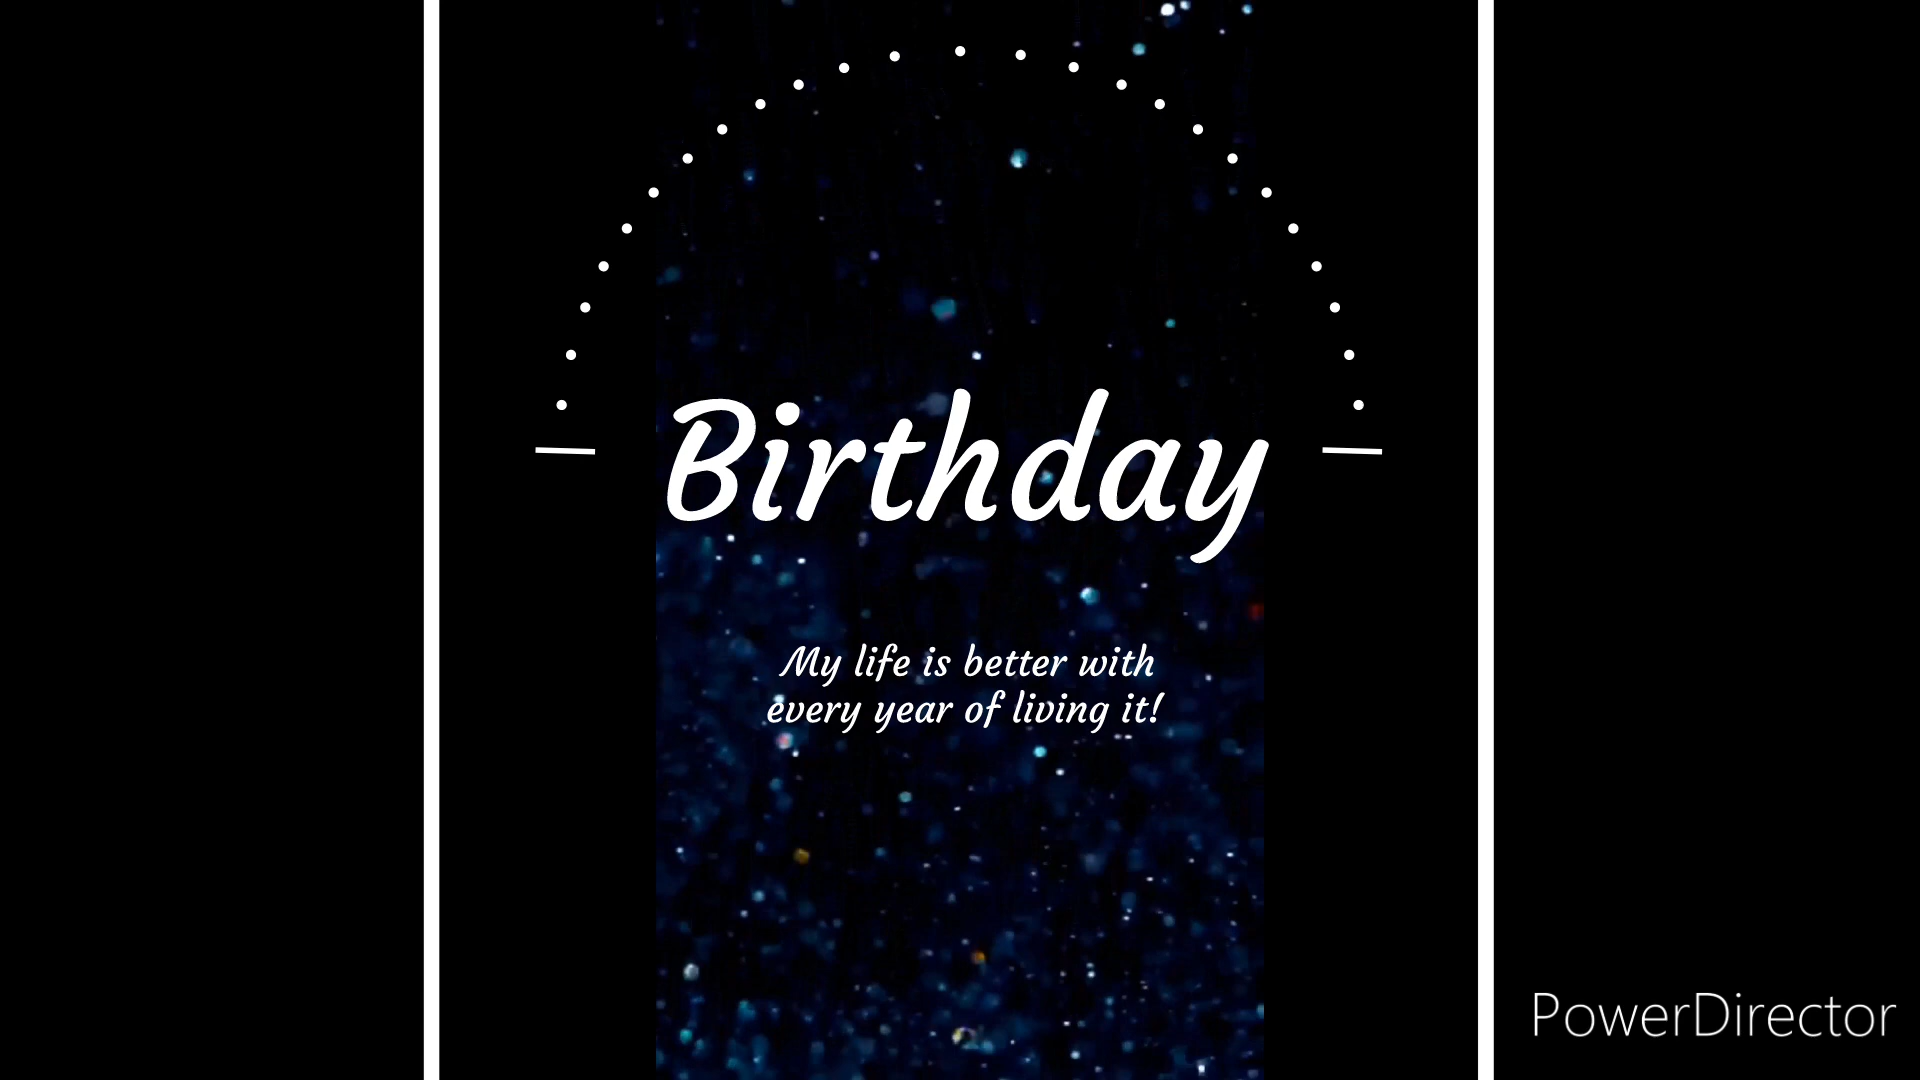 Birthday
My life is better with
every year of living it!
PowerDirector